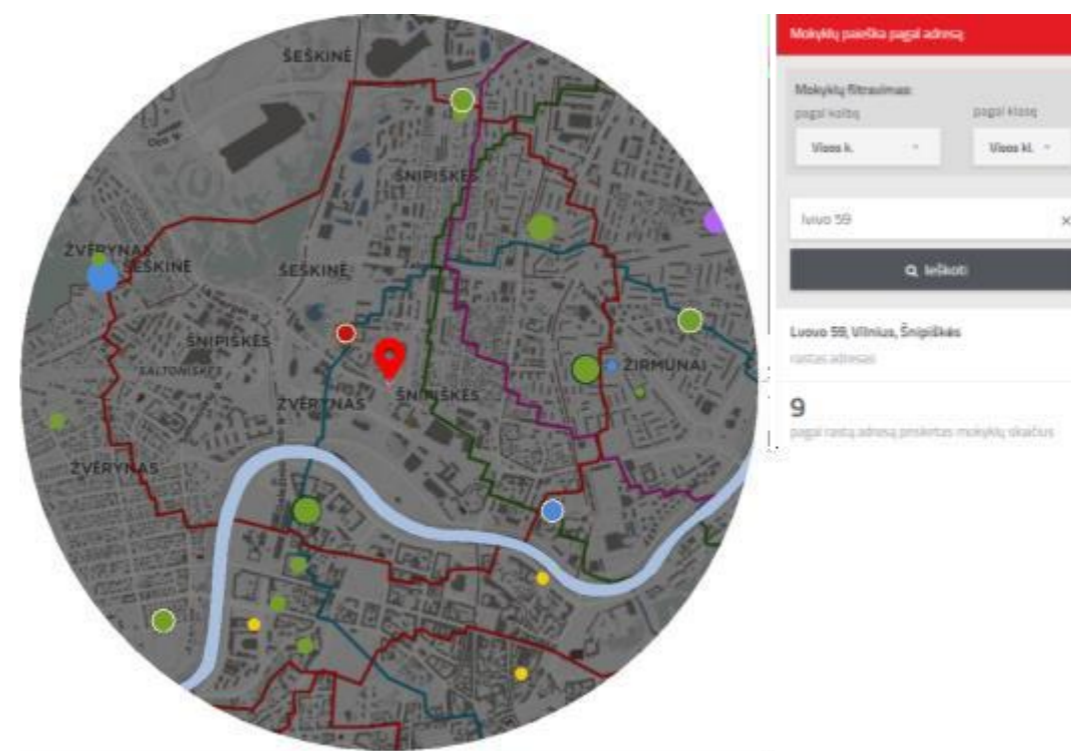 ŠEŠKINĖ
ŠNIPIŠKĖS
ŽVĖRYNAS
ŠEŠKINĖ
ŠEŠKINĖ
ŠNIPIŠKĖS
SALTONIŠKĖS
ŽIRMŪNAI
ŽVĖRYNAS
ŠNIPIŠKĖS
ŽVĖRYNAS
Mokyklų paieška pagal adresą
Mokyklų filtravimas:
pagal kalbą
pagal klasę
Visos k.
Visos kl.
lvivo 59
Ieškoti
Lvovo 59, Vilnius, Šnipiškės
rastas adresas
9
pagal rastą adresą priskirtas mokyklų skaičius